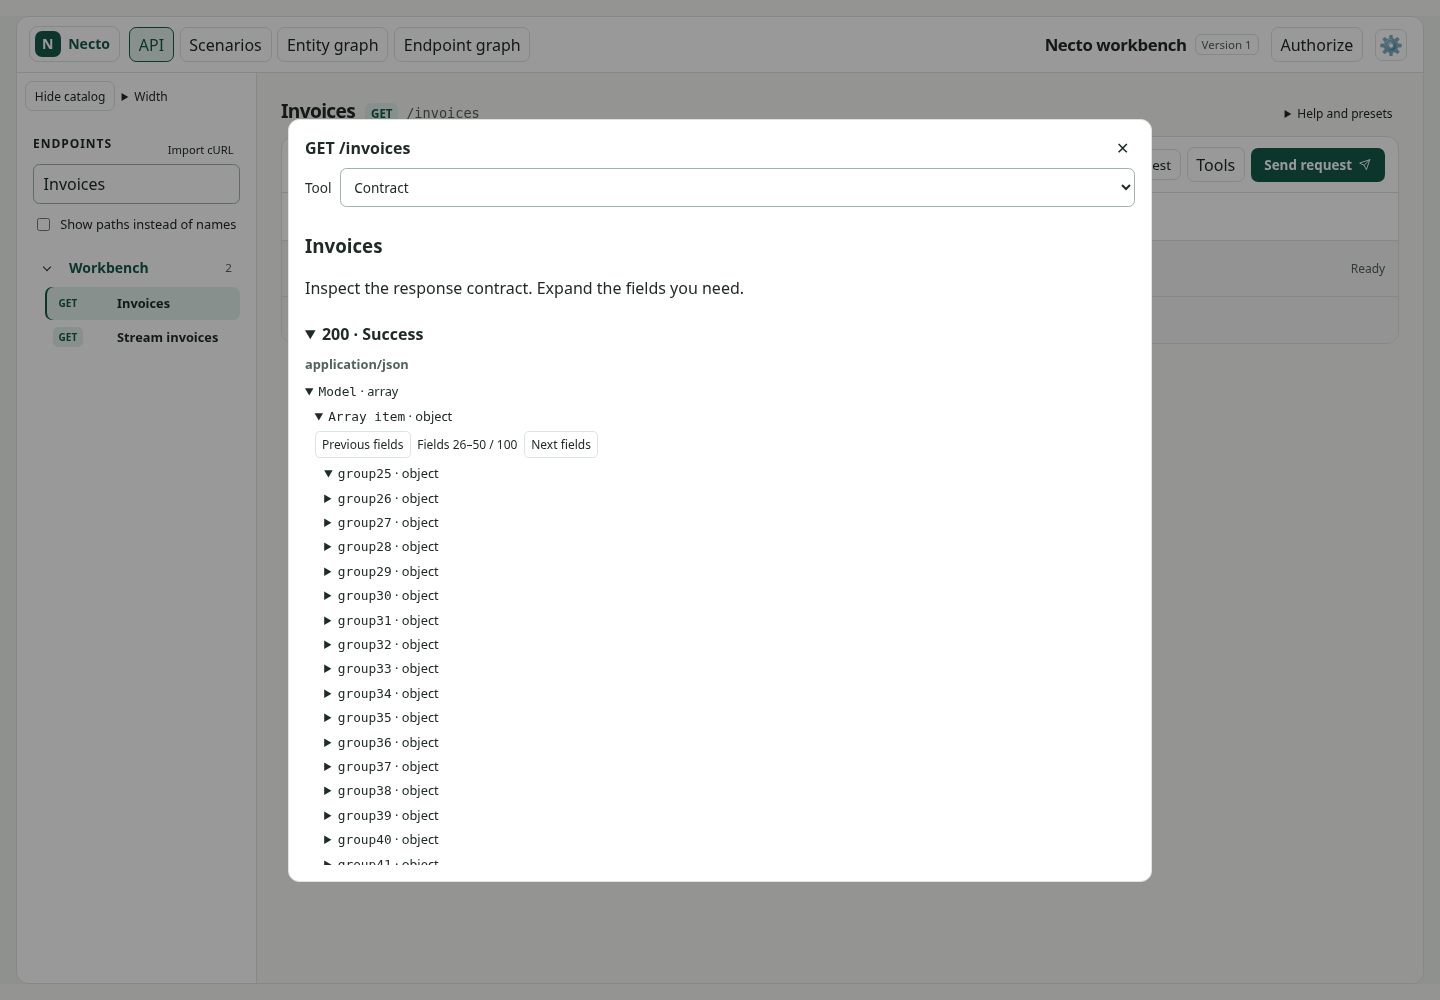 N Necto API Scenarios Entity graph Endpoint graph Necto workbench Version 1 Authorize
Hide catalog Width
Invoices GET /invoices Help and presets
ENDPOINTS
Import cURL
Invoices
Show paths instead of names
Workbench 2
GET Invoices
GET Stream invoices
est Tools Send request
Ready
GET /invoices ×
Tool Contract
Invoices
Inspect the response contract. Expand the fields you need.
200 · Success
application/json
Model · array
Array item · object
Previous fields Fields 26–50 / 100 Next fields
group25 · object
group26 · object
group27 · object
group28 · object
group29 · object
group30 · object
group31 · object
group32 · object
group33 · object
group34 · object
group35 · object
group36 · object
group37 · object
group38 · object
group39 · object
group40 · object
group41 · object